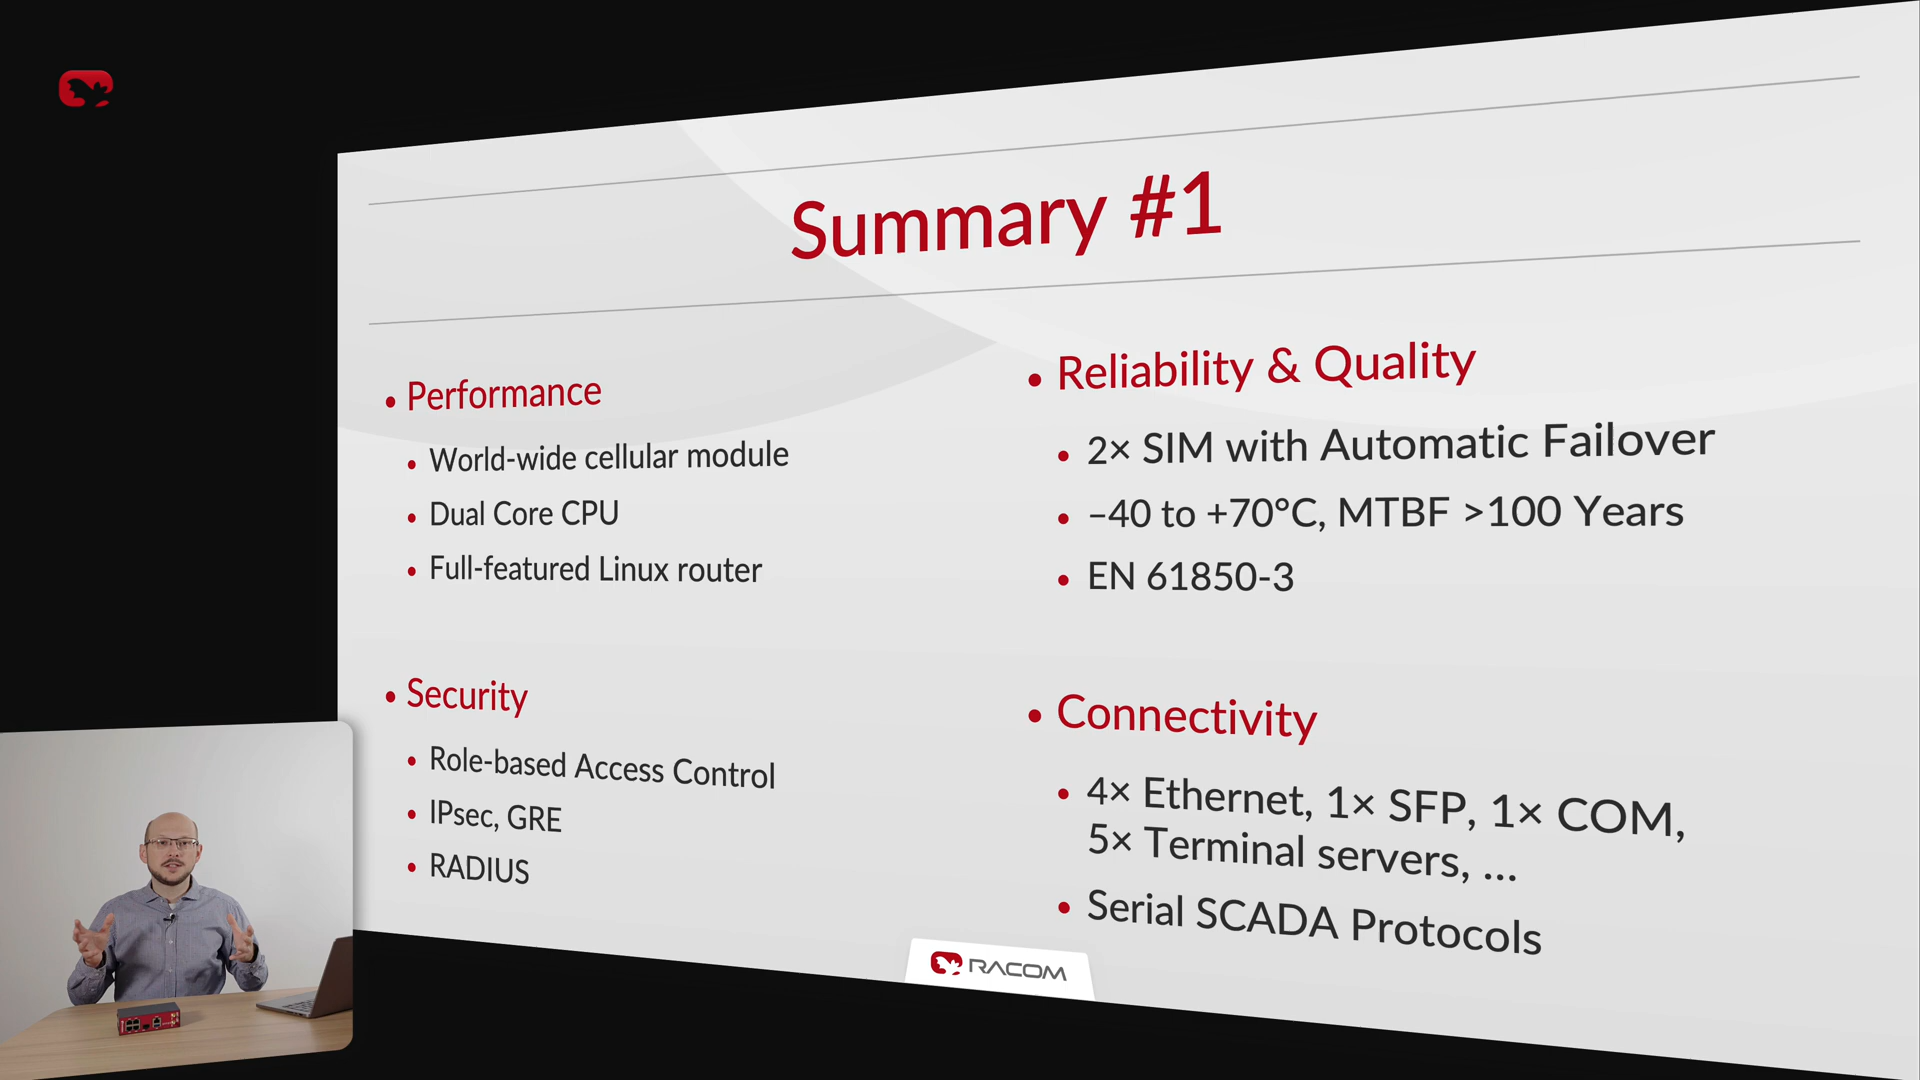 Summary #1
• Performance
• World-wide cellular module
• Dual Core CPU
• Full-featured Linux router
• Security
• Role-based Access Control
• IPsec, GRE
• RADIUS
• Reliability & Quality
• 2× SIM with Automatic Failover
• –40 to +70°C, MTBF >100 Years
• EN 61850-3
• Connectivity
• 4× Ethernet, 1× SFP, 1× COM,
5× Terminal servers, ...
• Serial SCADA Protocols
RACOM